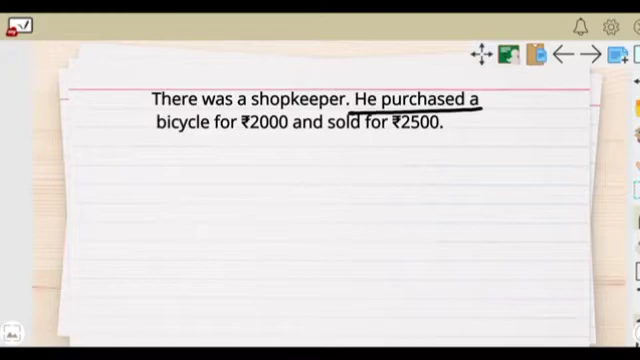 There was a shopkeeper. He purchased a
bicycle for ₹2000 and sold for ₹2500.